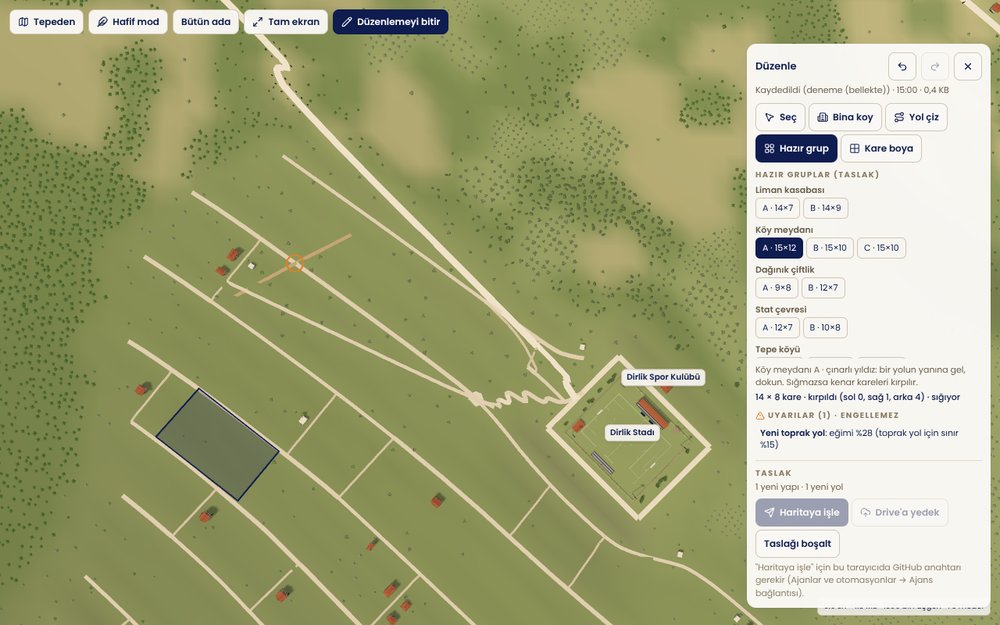 Tepeden
Hafif mod
Bütün ada
Tam ekran
Düzenlemeyi bitir
Dirlik Spor Kulübü
Dirlik Stadı
Düzenle
Kaydedildi (deneme (bellekte)) · 15:00 · 0,4 KB
Seç
Bina koy
Yol çiz
Hazır grup
Kare boya
HAZIR GRUPLAR (TASLAK)
Liman kasabası
A · 14×7
B · 14×9
Köy meydanı
A · 15×12
B · 15×10
C · 15×10
Dağınık çiftlik
A · 9×8
B · 12×7
Stat çevresi
A · 12×7
B · 10×8
Tepe köyü
Köy meydanı A · çınarlı yıldız: bir yolun yanına gel,
dokun. Sığmazsa kenar kareleri kırpılır.
14 × 8 kare · kırpıldı (sol 0, sağ 1, arka 4) · sığıyor
UYARILAR (1) · ENGELLEMEZ
Yeni toprak yol: eğimi %28 (toprak yol için sınır
%15)
TASLAK
1 yeni yapı · 1 yeni yol
Haritaya işle
Drive'a yedek
Taslağı boşalt
"Haritaya işle" için bu tarayıcıda GitHub anahtarı
gerekir (Ajanlar ve otomasyonlar → Ajans
bağlantısı).